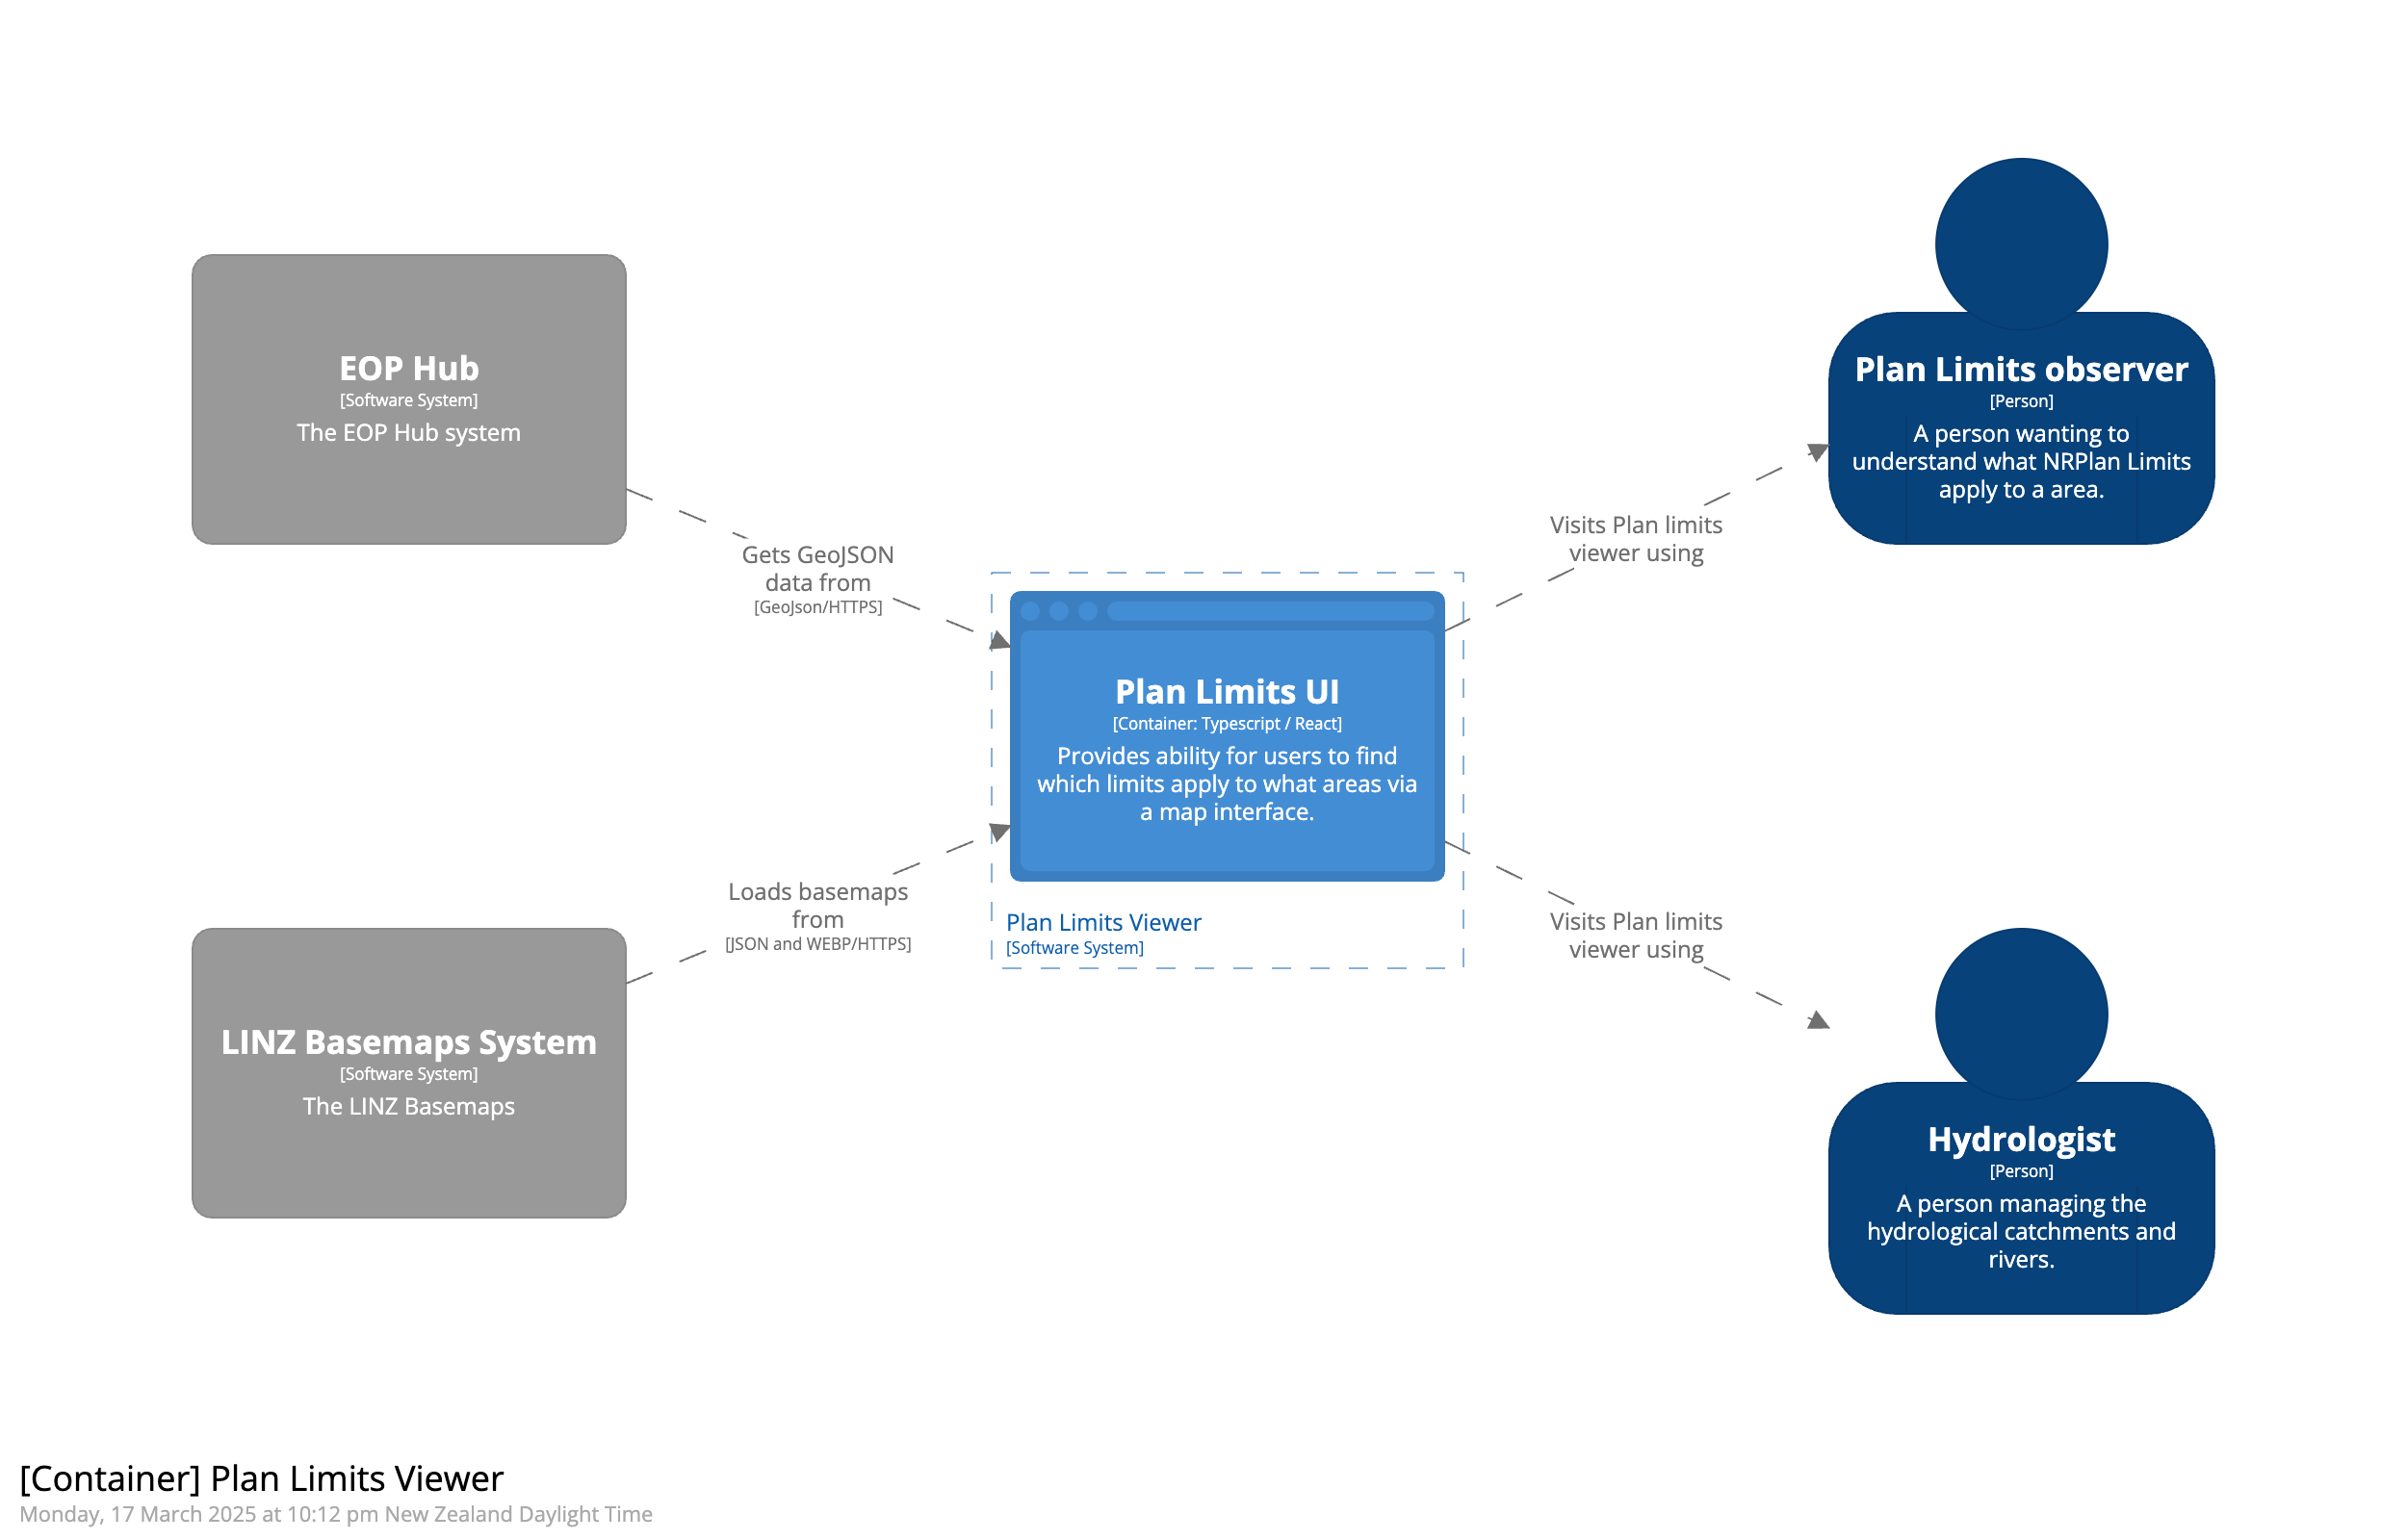 EOP Hub
[Software System]
The EOP Hub system
Plan Limits observer
[Person]
A person wanting to
understand what NRPlan Limits
apply to a area.
Gets GeoJSON
data from
[GeoJson/HTTPS]
Visits Plan limits
viewer using
Plan Limits UI
[Container: Typescript / React]
Provides ability for users to find
which limits apply to what areas via
a map interface.
Plan Limits Viewer
[Software System]
Loads basemaps
from
[JSON and WEBP/HTTPS]
Visits Plan limits
viewer using
LINZ Basemaps System
[Software System]
The LINZ Basemaps
Hydrologist
[Person]
A person managing the
hydrological catchments and
rivers.
[Container] Plan Limits Viewer
Monday, 17 March 2025 at 10:12 pm New Zealand Daylight Time